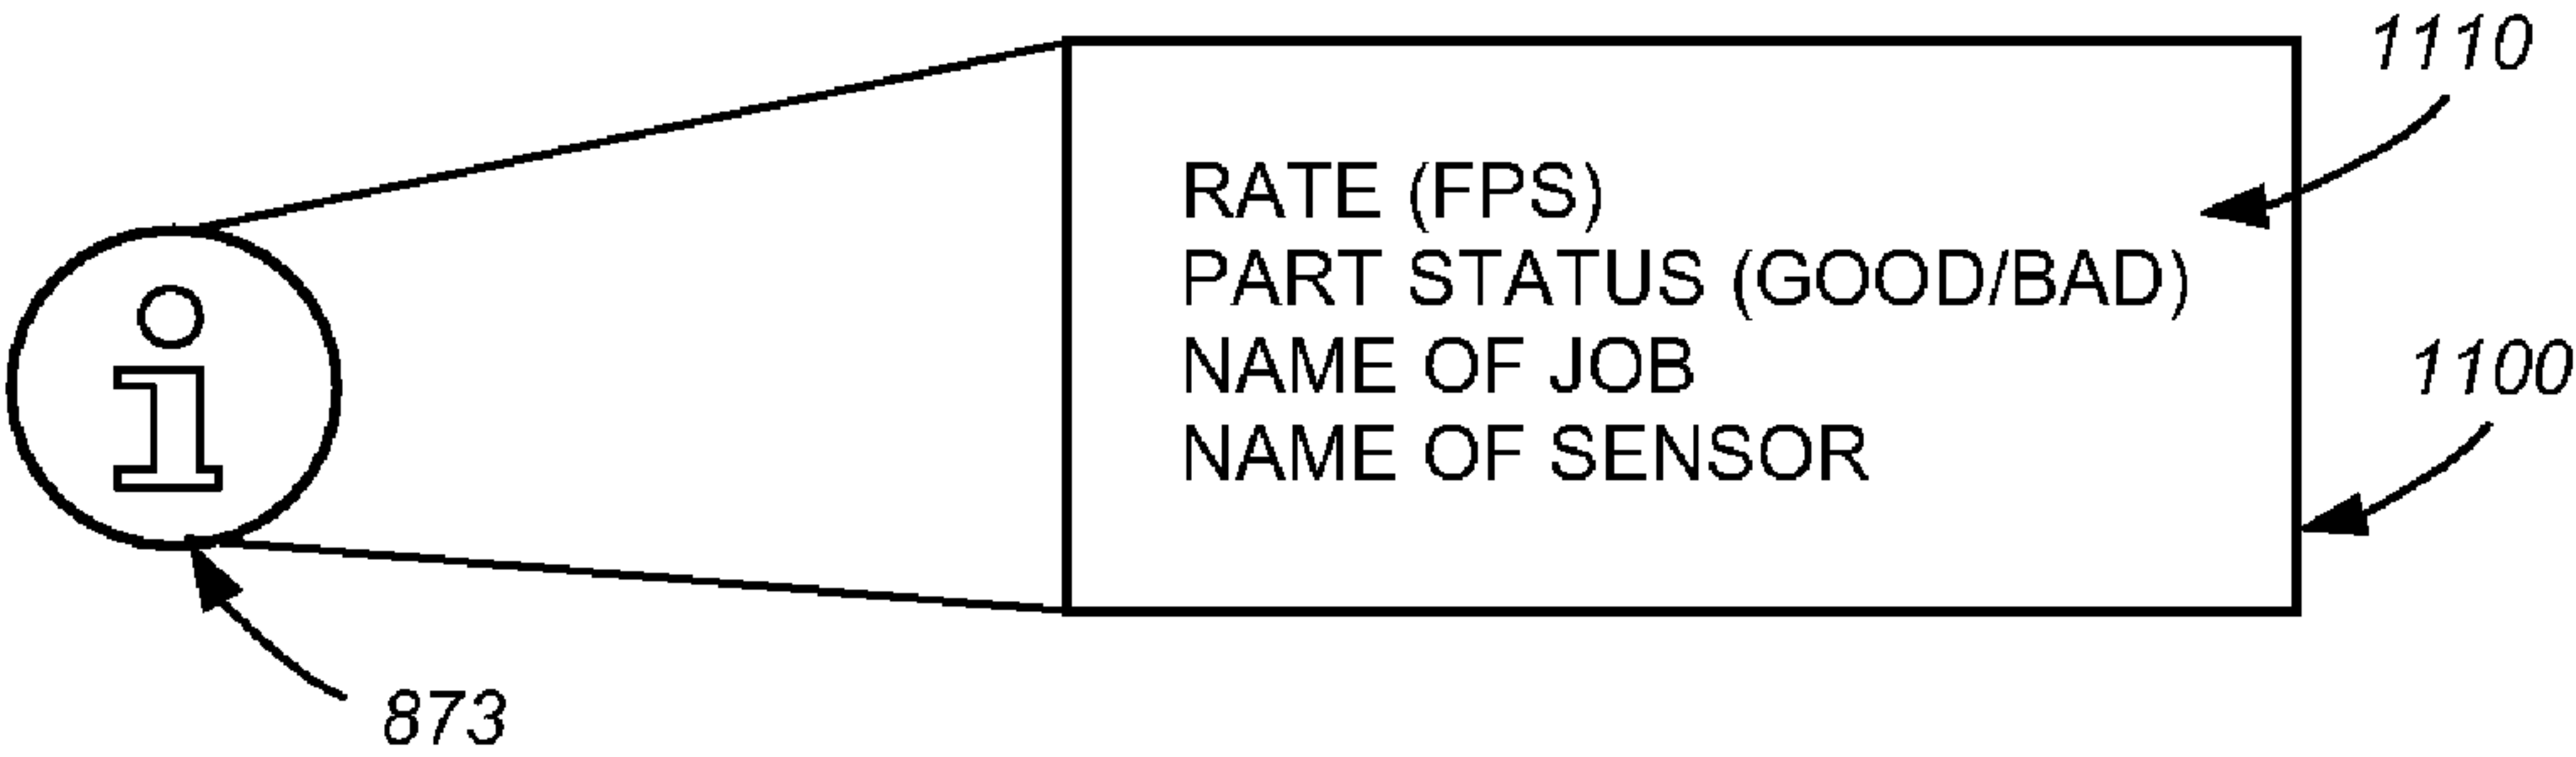 1110
RATE (FPS)
PART STATUS (GOOD/BAD)
NAME OF JOB
NAME OF SENSOR
1100
i
873